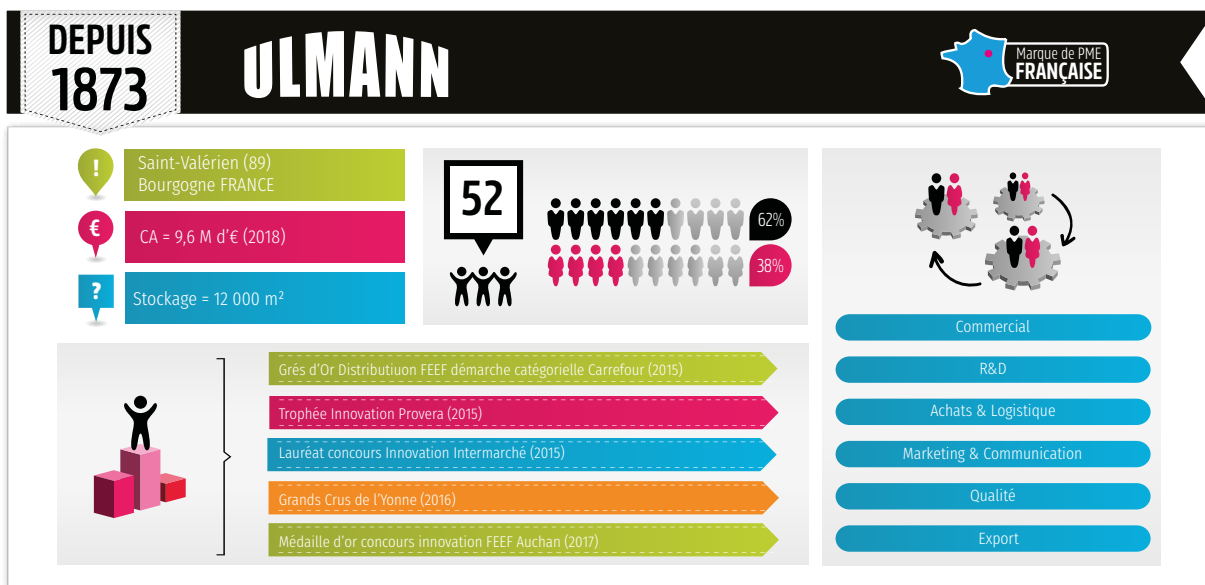 DEPUIS
1873
ULMANN
Marque de PME
FRANÇAISE
!
Saint-Valérien (89)
Bourgogne FRANCE
€
CA = 9,6 M d'€ (2018)
?
Stockage = 12 000 m²
52
62%
38%
Grés d'Or Distributiuon FEEF démarche catégorielle Carrefour (2015)
Trophée Innovation Provera (2015)
Lauréat concours Innovation Intermarché (2015)
Grands Crus de l'Yonne (2016)
Médaille d'or concours innovation FEEF Auchan (2017)
Commercial
R&D
Achats & Logistique
Marketing & Communication
Qualité
Export